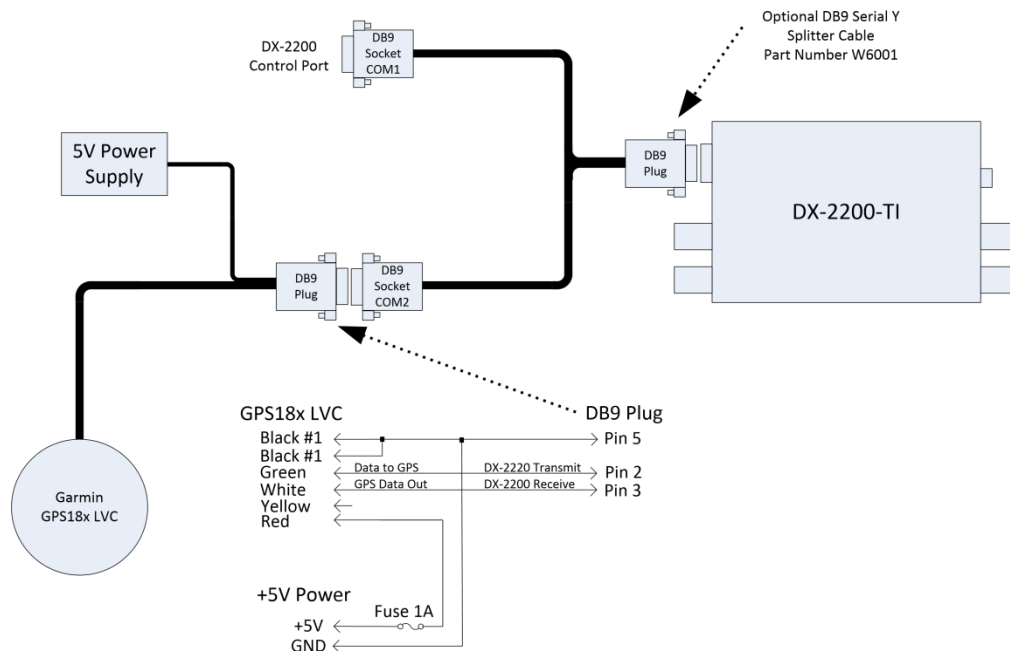 DX-2200
Control Port
DB9
Socket
COM1
Optional DB9 Serial Y
Splitter Cable
Part Number W6001
5V Power
Supply
DB9
Plug
DX-2200-TI
DB9
Plug
DB9
Socket
COM2
Garmin
GPS18x LVC
GPS18x LVC
DB9 Plug
Black #1
Pin 5
Black #1
Green
Data to GPS
DX-2220 Transmit
Pin 2
White
GPS Data Out
DX-2200 Receive
Pin 3
Yellow
Red
+5V Power
Fuse 1A
+5V
GND